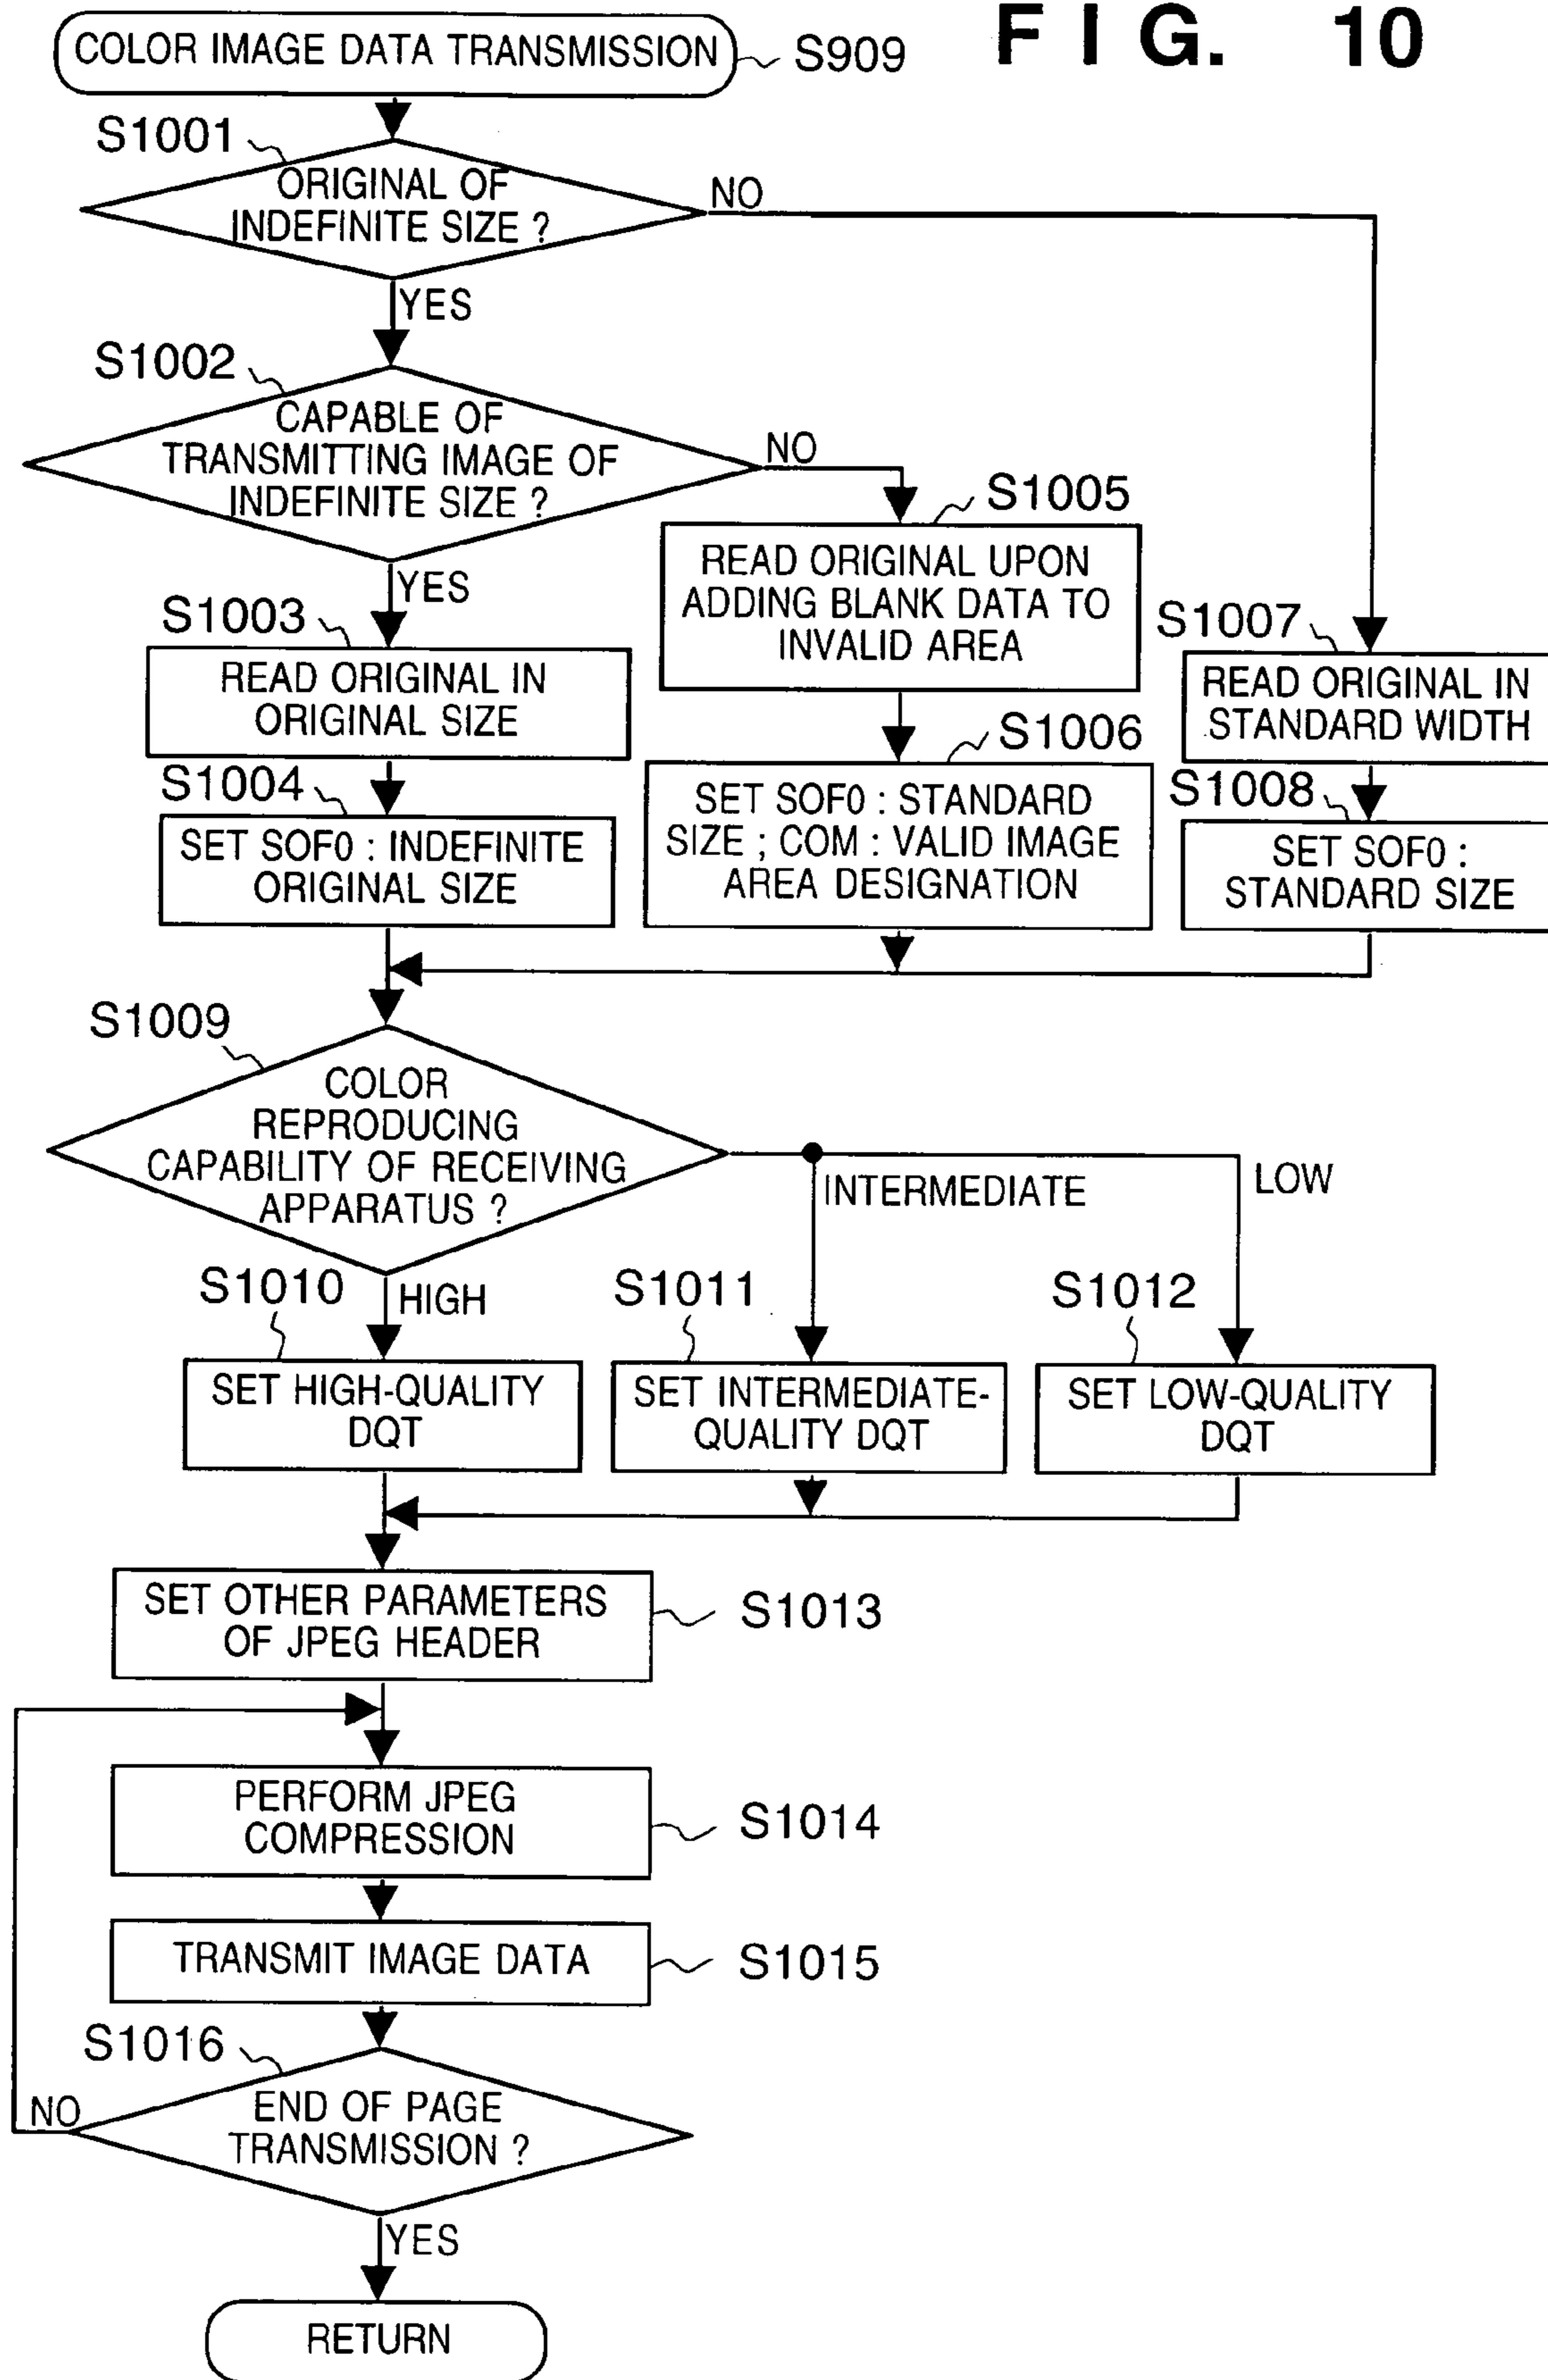 FIG. 10
COLOR IMAGE DATA TRANSMISSION
S909
S1001
ORIGINAL OF
INDEFINITE SIZE ?
NO
YES
S1002
CAPABLE OF
TRANSMITTING IMAGE OF
INDEFINITE SIZE ?
NO
YES
S1003
READ ORIGINAL IN
ORIGINAL SIZE
S1004
SET SOF0 : INDEFINITE
ORIGINAL SIZE
S1005
READ ORIGINAL UPON
ADDING BLANK DATA TO
INVALID AREA
S1006
SET SOF0 : STANDARD
SIZE ; COM : VALID IMAGE
AREA DESIGNATION
S1007
READ ORIGINAL IN
STANDARD WIDTH
S1008
SET SOF0 :
STANDARD SIZE
S1009
COLOR
REPRODUCING
CAPABILITY OF RECEIVING
APPARATUS ?
INTERMEDIATE
LOW
HIGH
S1010
SET HIGH-QUALITY
DQT
S1011
SET INTERMEDIATE-
QUALITY DQT
S1012
SET LOW-QUALITY
DQT
SET OTHER PARAMETERS
OF JPEG HEADER
S1013
PERFORM JPEG
COMPRESSION
S1014
TRANSMIT IMAGE DATA
S1015
S1016
END OF PAGE
TRANSMISSION ?
NO
YES
RETURN